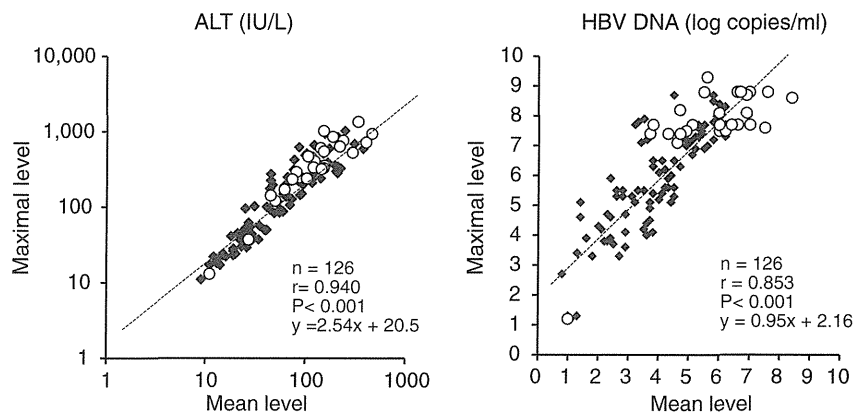 ALT (IU/L)
10,000
1,000
100
10
1
1
10
100
1000
Maximal level
Mean level
n = 126
r= 0.940
P< 0.001
y =2.54x + 20.5
HBV DNA (log copies/ml)
10
9
8
7
6
5
4
3
2
1
0
0 1 2 3 4 5 6 7 8 9 10
Maximal level
Mean level
n = 126
r = 0.853
P< 0.001
y = 0.95x + 2.16